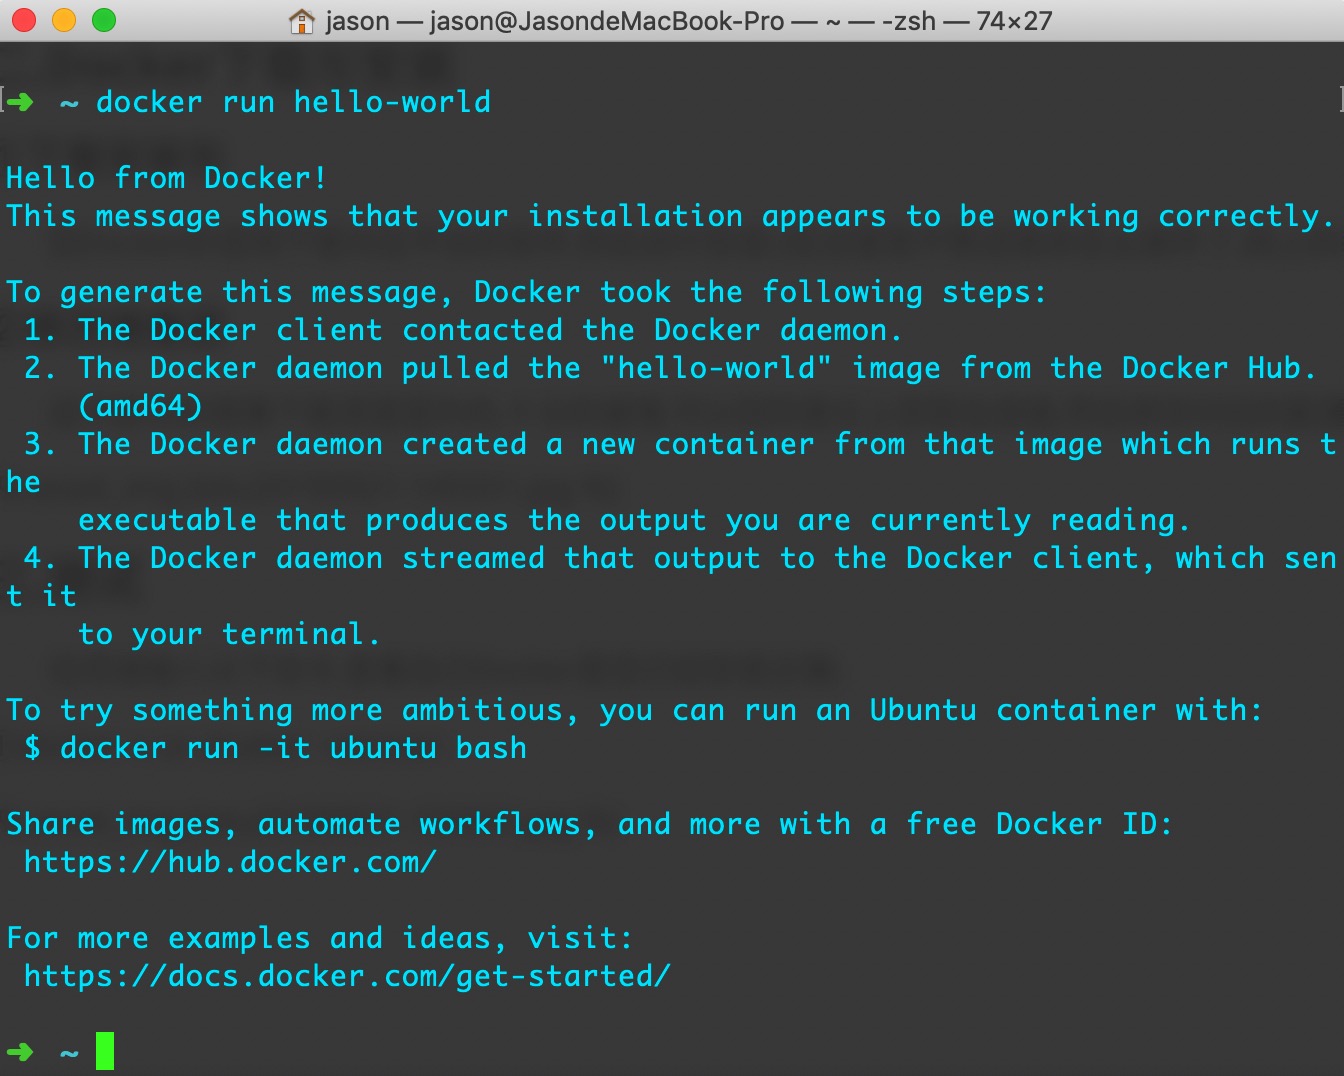 jason — jason@JasondeMacBook-Pro — ~ — -zsh — 74×27
➜ ~ docker run hello-world
Hello from Docker!
This message shows that your installation appears to be working correctly.
To generate this message, Docker took the following steps:
1. The Docker client contacted the Docker daemon.
2. The Docker daemon pulled the "hello-world" image from the Docker Hub.
(amd64)
3. The Docker daemon created a new container from that image which runs t
he
executable that produces the output you are currently reading.
4. The Docker daemon streamed that output to the Docker client, which sen
t it
to your terminal.
To try something more ambitious, you can run an Ubuntu container with:
$ docker run -it ubuntu bash
Share images, automate workflows, and more with a free Docker ID:
https://hub.docker.com/
For more examples and ideas, visit:
https://docs.docker.com/get-started/
➜ ~